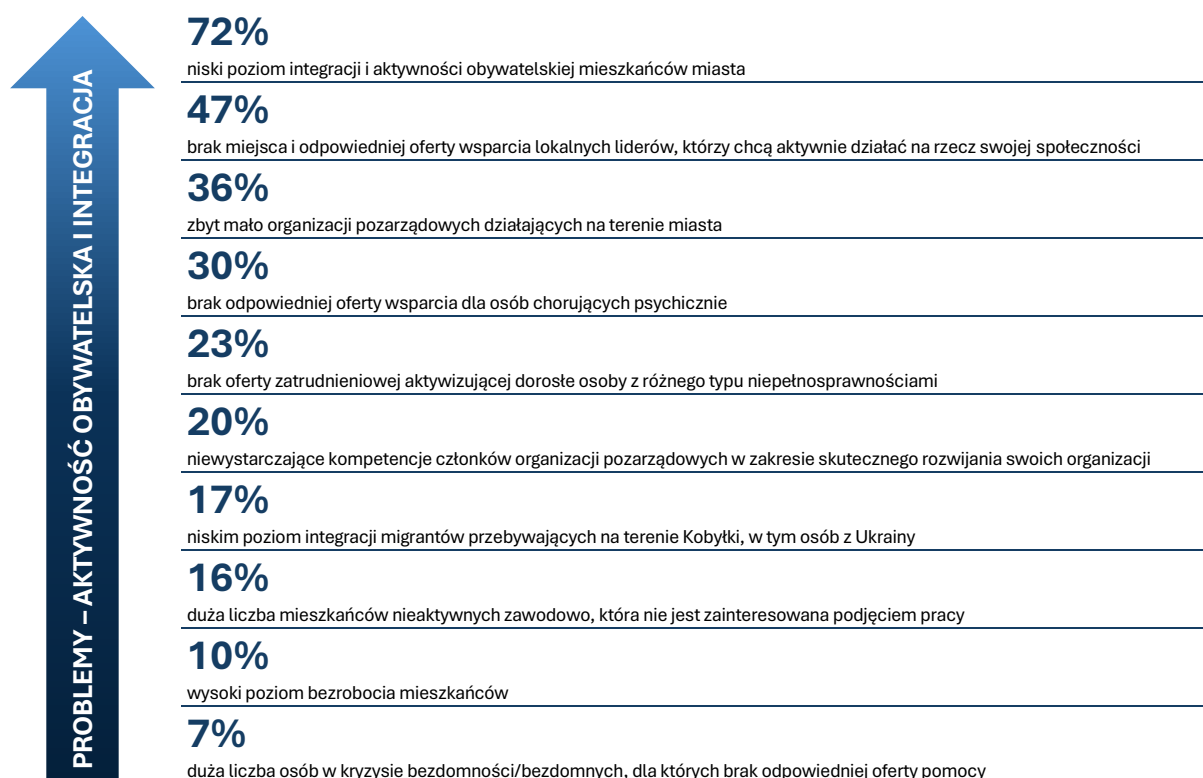 PROBLEMY – AKTYWNOŚĆ OBYWATELSKA I INTEGRACJA
72%
niski poziom integracji i aktywności obywatelskiej mieszkańców miasta
47%
brak miejsca i odpowiedniej oferty wsparcia lokalnych liderów, którzy chcą aktywnie działać na rzecz swojej społeczności
36%
zbyt mało organizacji pozarządowych działających na terenie miasta
30%
brak odpowiedniej oferty wsparcia dla osób chorujących psychicznie
23%
brak oferty zatrudnieniowej aktywizującej dorosłe osoby z różnego typu niepełnosprawnościami
20%
niewystarczające kompetencje członków organizacji pozarządowych w zakresie skutecznego rozwijania swoich organizacji
17%
niskim poziom integracji migrantów przebywających na terenie Kobyłki, w tym osób z Ukrainy
16%
duża liczba mieszkańców nieaktywnych zawodowo, która nie jest zainteresowana podjęciem pracy
10%
wysoki poziom bezrobocia mieszkańców
7%
duża liczba osób w kryzysie bezdomności/bezdomnych, dla których brak odpowiedniej oferty pomocy